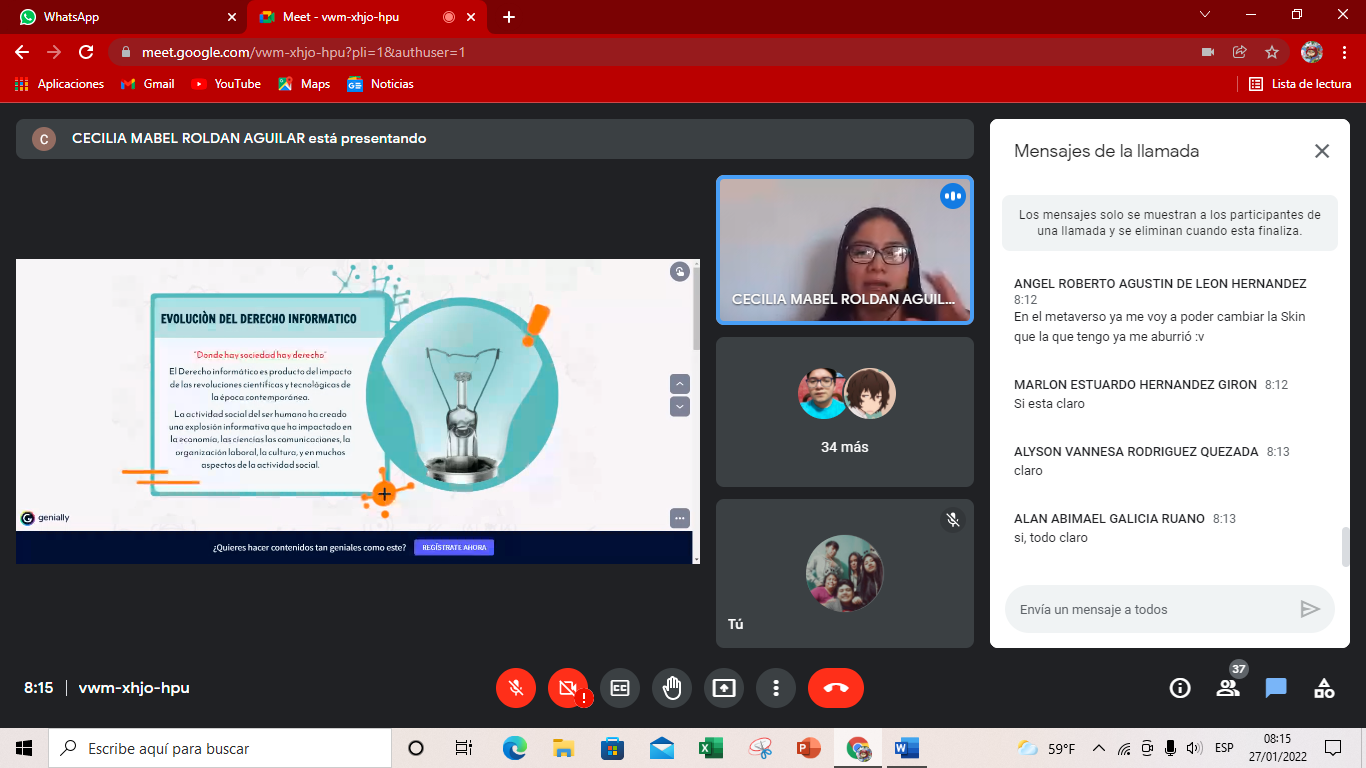 WhatsApp
Meet - vwm-xhjo-hpu
meet.google.com/vwm-xhjo-hpu?pli=1&authuser=1
Aplicaciones
Gmail
YouTube
Maps
Noticias
Lista de lectura
C
CECILIA MABEL ROLDAN AGUILAR está presentando
EVOLUCIÒN DEL DERECHO INFORMATICO
"Donde hay sociedad hay derecho"
El Derecho informático es producto del impacto
de las revoluciones científicas y tecnológicas de
la época contemporánea.
La actividad social del ser humano ha creado
una explosión informativa que ha impactado en
la economía, las ciencias las comunicaciones, la
organización laboral, la cultura, y en muchos
aspectos de la actividad social.
genially
¿Quieres hacer contenidos tan geniales como este?
REGÍSTRATE AHORA
CECILIA MABEL ROLDAN AGUIL...
34 más
Tú
Mensajes de la llamada
Los mensajes solo se muestran a los participantes de
una llamada y se eliminan cuando esta finaliza.
ANGEL ROBERTO AGUSTIN DE LEON HERNANDEZ
8:12
En el metaverso ya me voy a poder cambiar la Skin
que la que tengo ya me aburrió :v
MARLON ESTUARDO HERNANDEZ GIRON 8:12
Si esta claro
ALYSON VANNESA RODRIGUEZ QUEZADA 8:13
claro
ALAN ABIMAEL GALICIA RUANO 8:13
si, todo claro
Envía un mensaje a todos
8:15 | vwm-xhjo-hpu
37
Escribe aquí para buscar
59°F
ESP
08:15
27/01/2022